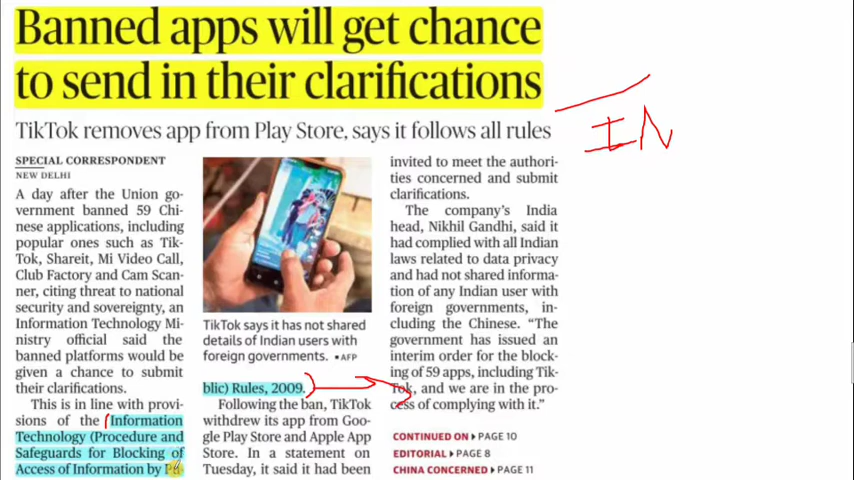 Banned apps will get chance
to send in their clarifications
TikTok removes app from Play Store, says it follows all rules
SPECIAL CORRESPONDENT
NEW DELHI
A day after the Union go-
vernment banned 59 Chi-
nese applications, including
popular ones such as Tik-
Tok, Shareit, Mi Video Call,
Club Factory and Cam Scan-
ner, citing threat to national
security and sovereignty, an
Information Technology Mi-
nistry official said the
banned platforms would be
given a chance to submit
their clarifications.
This is in line with provi-
sions of the Information
Technology (Procedure and
Safeguards for Blocking of
Access of Information by Pu-
TikTok says it has not shared
details of Indian users with
foreign governments. ▪AFP
blic) Rules, 2009.
Following the ban, TikTok
withdrew its app from Goo-
gle Play Store and Apple App
Store. In a statement on
Tuesday, it said it had been
invited to meet the authori-
ties concerned and submit
clarifications.
The company's India
head, Nikhil Gandhi, said it
had complied with all Indian
laws related to data privacy
and had not shared informa-
tion of any Indian user with
foreign governments, in-
cluding the Chinese. “The
government has issued an
interim order for the block-
ing of 59 apps, including Tik-
Tok, and we are in the pro-
cess of complying with it.”
CONTINUED ON ▸ PAGE 10
EDITORIAL ▸ PAGE 8
CHINA CONCERNED ▸ PAGE 11
IN